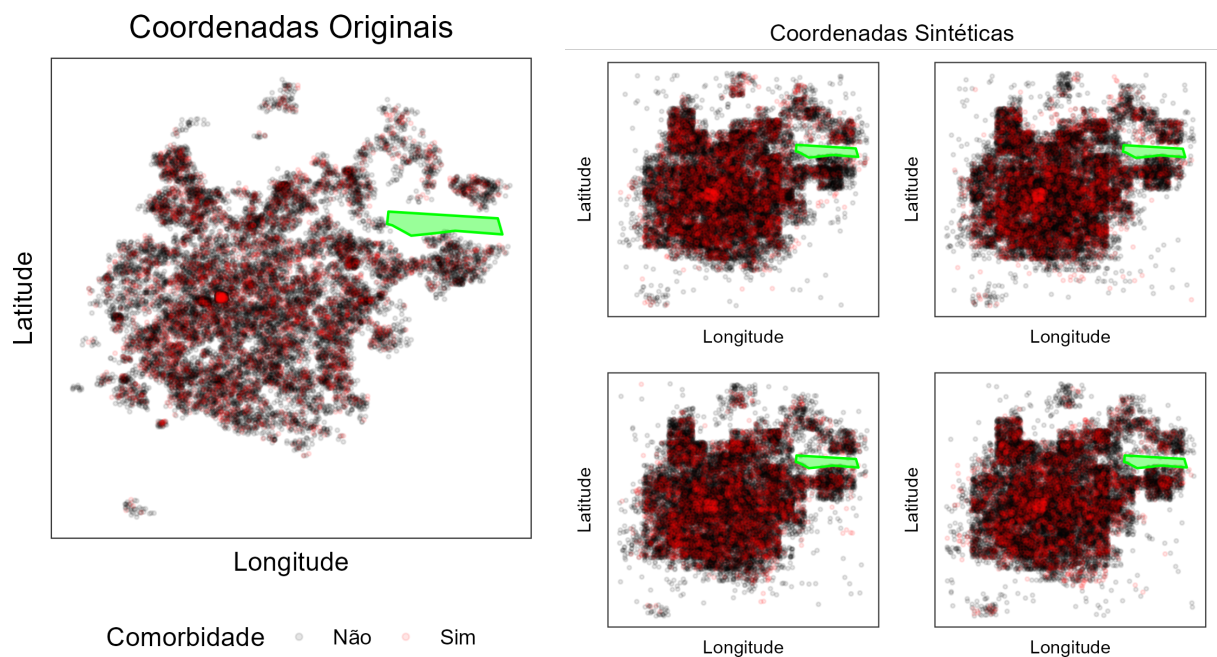 Coordenadas Originais
Latitude
Longitude
Comorbidade Não Sim
Coordenadas Sintéticas
Latitude
Longitude
Latitude
Longitude
Latitude
Longitude
Latitude
Longitude